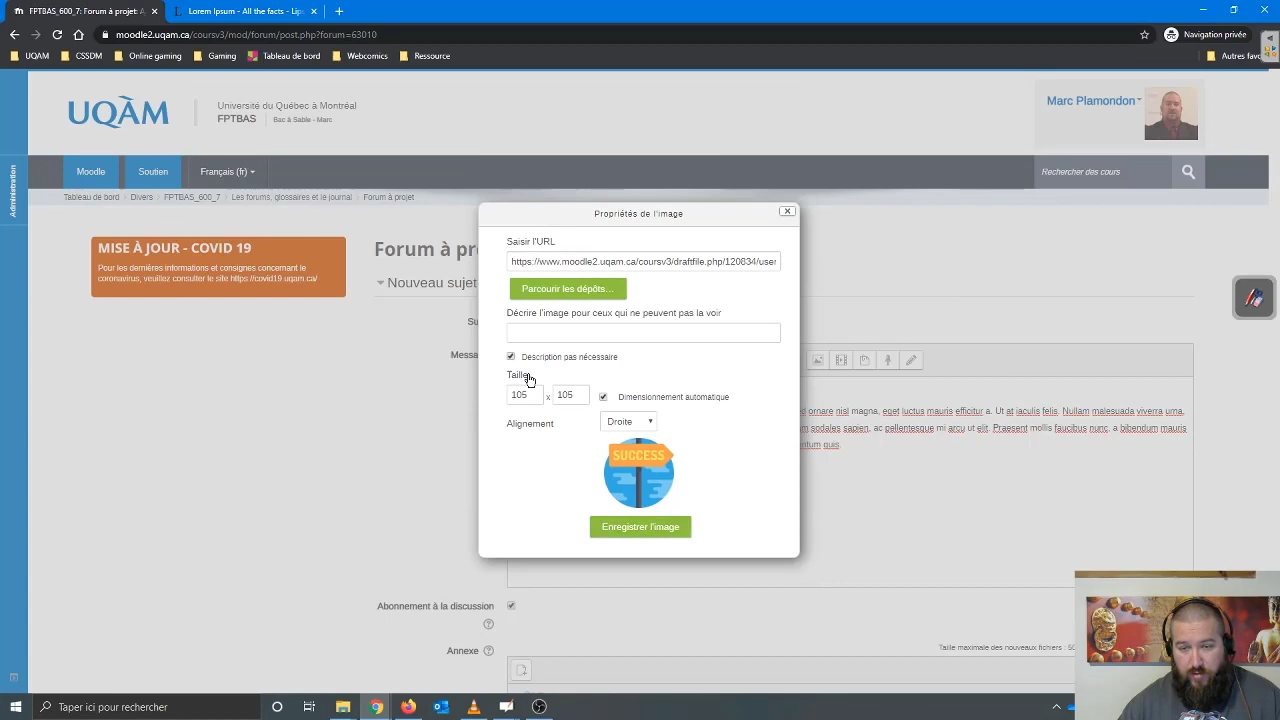 FPTBAS_600_7: Forum à projet: A
Lorem Ipsum - All the facts - Lip
moodle2.uqam.ca/coursv3/mod/forum/post.php?forum=63010
Navigation privée
UQAM
CSSDM
Online gaming
Gaming
Tableau de bord
Webcomics
Ressource
Autres favo
UQÀM
Université du Québec à Montréal
FPTBAS
Bac à Sable - Marc
Marc Plamondon
Administration
Moodle
Soutien
Français (fr)
Rechercher des cours
Tableau de bord
Divers
FPTBAS_600_7
Les forums, glossaires et le journal
Forum à projet
MISE À JOUR - COVID 19
Pour les dernières informations et consignes concernant le
coronavirus, veuillez consulter le site https://covid19.uqam.ca/
Forum à pro
Nouveau sujet
Su
Messa
Propriétés de l'image
Saisir l'URL
https://www.moodle2.uqam.ca/coursv3/draftfile.php/120834/user
Parcourir les dépôts...
Décrire l'image pour ceux qui ne peuvent pas la voir
Description pas nécessaire
Taille
105 x 105
Dimensionnement automatique
Alignement
Droite
SUCCESS
Enregistrer l'image
ed ornare nisl magna, eget luctus mauris efficitur a. Ut at iaculis felis. Nullam malesuada viverra urna,
m sodales sapien, ac pellentesque mi arcu ut elit. Praesent mollis faucibus nunc, a bibendum mauris
ntum quis.
Abonnement à la discussion
Annexe
Taille maximale des nouveaux fichiers : 50
Taper ici pour rechercher